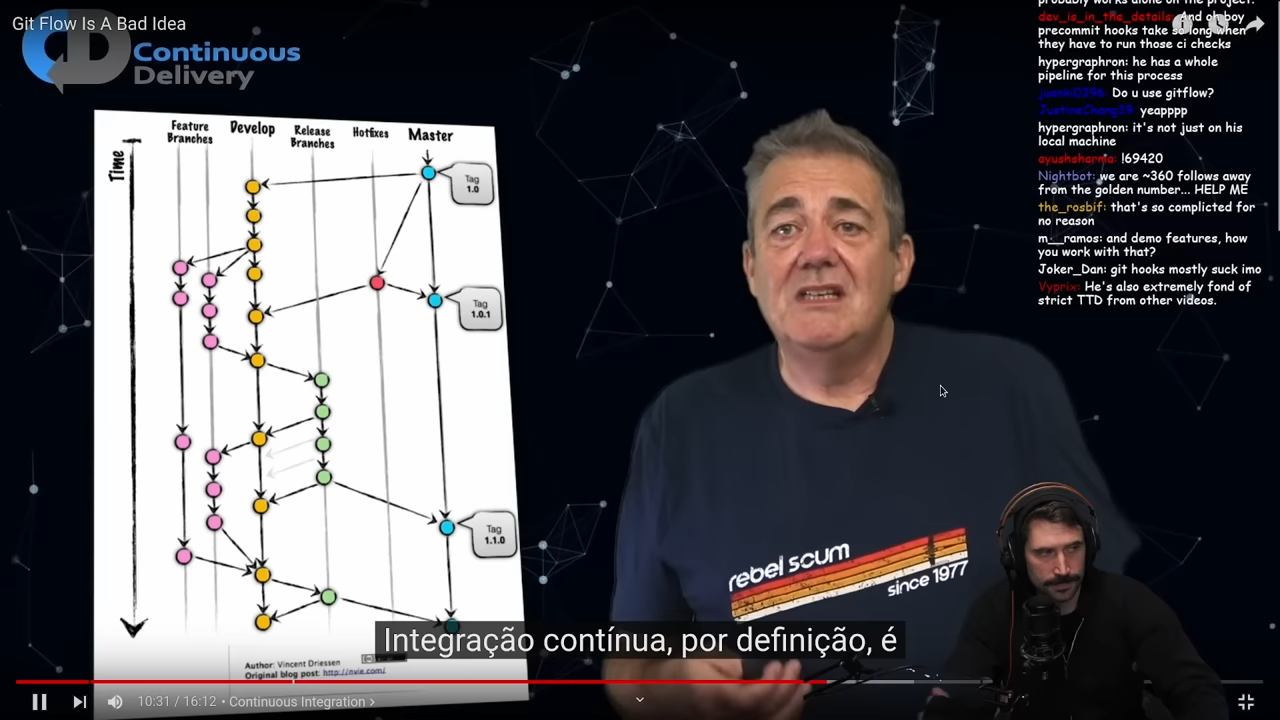 Git Flow Is A Bad Idea
Continuous
Delivery
Feature
Branches
Develop
Release
Branches
Hotfixes
Master
Time
Tag
1.0
Tag
1.0.1
Tag
1.1.0
Author: Vincent Driessen
Original blog post: http://nvie.com/
rebel scum
since 1977
probably works alone on the project.
dev_is_in_the_details: And oh boy
precommit hooks take so long when
they have to run those ci checks
hypergraphron: he has a whole
pipeline for this process
Do u use gitflow?
JustineChang39: yeapppp
hypergraphron: it's not just on his
local machine
ayushsharma: !69420
Nightbot: we are ~360 follows away
from the golden number... HELP ME
the_rosbif: that's so complicted for
no reason
m__ramos: and demo features, how
you work with that?
Joker_Dan: git hooks mostly suck imo
Vyprix: He's also extremely fond of
strict TTD from other videos.
Integração contínua, por definição, é
10:31 / 16:12 • Continuous Integration >